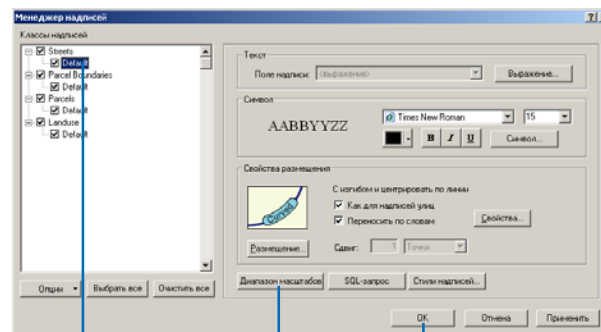 Менеджер надписей
Классы надписей
Streets
Default
Parcel Boundaries
Default
Parcels
Default
Landuse
Default
Опции
Выбрать все
Очистить все
Текст
Поле надписи: <выражение>
Выражение...
Символ
AABBYYZZ
Times New Roman
15
B I U
Символ...
Свойства размещения
Curved
С изгибом и центрировать по линии
Как для надписей улиц
Переносить по словам
Свойства...
Размещение...
Сдвиг: 1 Точки
Диапазон масштабов
SQL-запрос
Стили надписей...
OK
Отмена
Применить